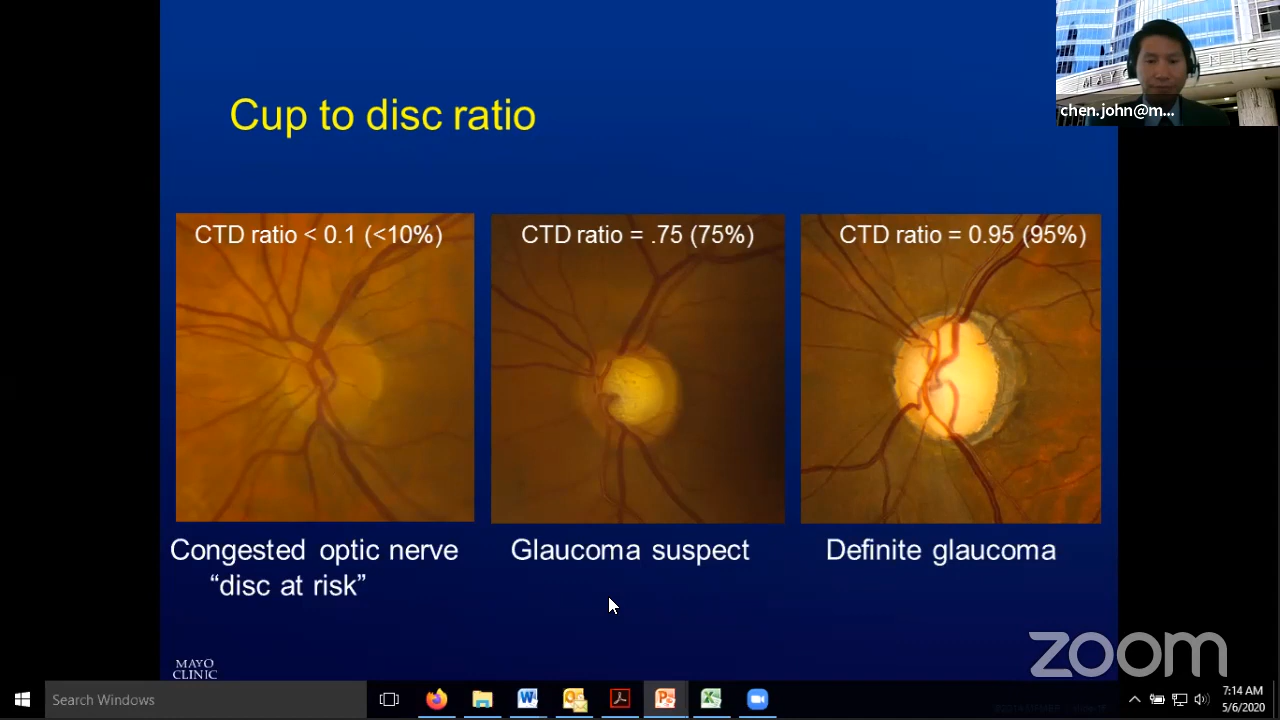 Cup to disc ratio
chen.john@m...
CTD ratio < 0.1 (<10%)
CTD ratio = .75 (75%)
CTD ratio = 0.95 (95%)
Congested optic nerve
“disc at risk”
Glaucoma suspect
Definite glaucoma
MAYO
CLINIC
zoom
Search Windows
7:14 AM
5/6/2020